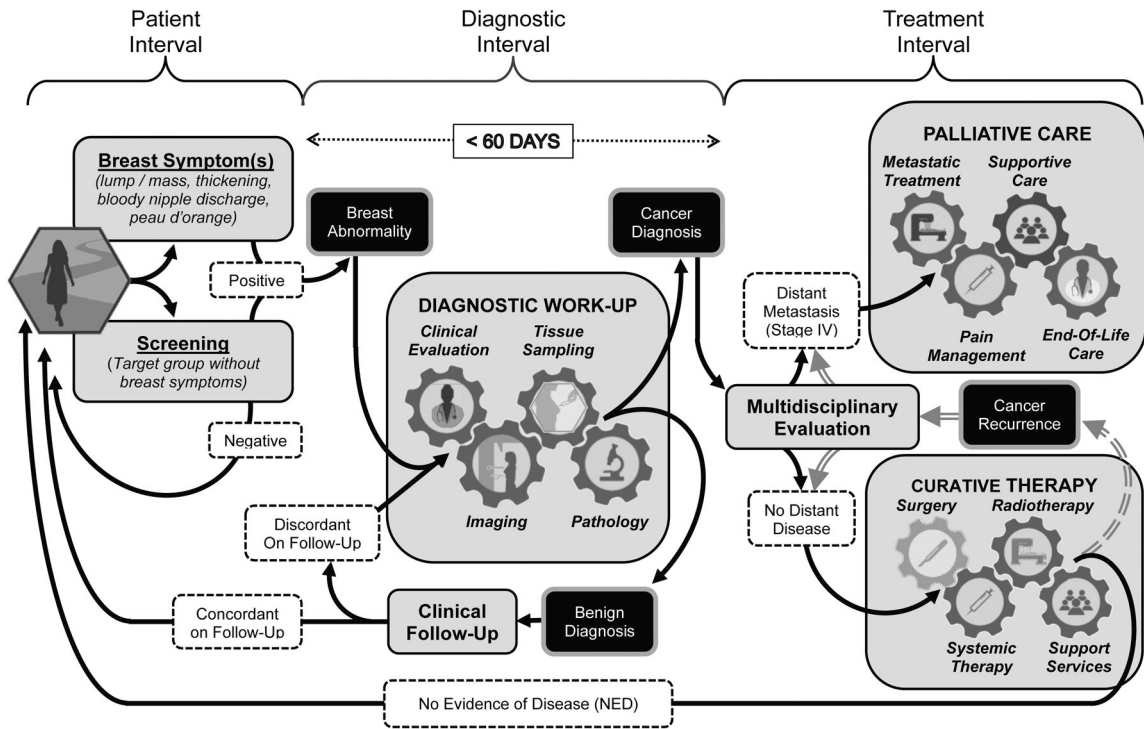 Patient
Interval
Diagnostic
Interval
Treatment
Interval
< 60 DAYS
Breast Symptom(s)
(lump / mass, thickening,
bloody nipple discharge,
peau d'orange)
Positive
Screening
(Target group without
breast symptoms)
Negative
Breast
Abnormality
DIAGNOSTIC WORK-UP
Clinical
Evaluation
Tissue
Sampling
Imaging
Pathology
Cancer
Diagnosis
Discordant
On Follow-Up
Concordant
on Follow-Up
Clinical
Follow-Up
Benign
Diagnosis
No Evidence of Disease (NED)
PALLIATIVE CARE
Metastatic
Treatment
Supportive
Care
Pain
Management
End-Of-Life
Care
Distant
Metastasis
(Stage IV)
Multidisciplinary
Evaluation
Cancer
Recurrence
No Distant
Disease
CURATIVE THERAPY
Surgery
Radiotherapy
Systemic
Therapy
Support
Services